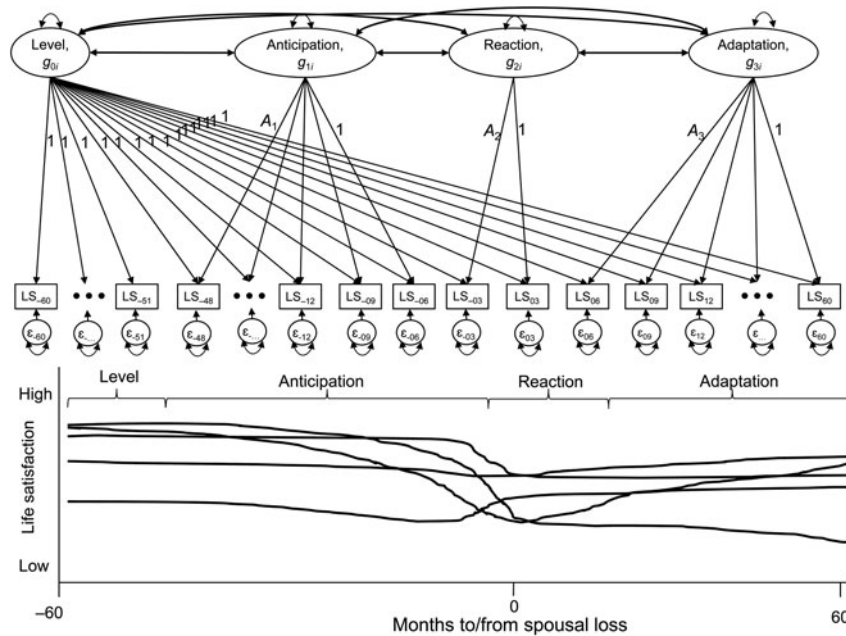 Level, Anticipation, Reaction, Adaptation,
g0i g1i g2i g3i
1 1 1 1 1 1 1 1 1 1 1 1 A1 1 A2 1 A3 1
LS–60 ••• LS–51 LS–48 ••• LS–12 LS–09 LS–06 LS–03 LS03 LS06 LS09 LS12 ••• LS60
ε-60 ε-... ε-51 ε-48 ε-... ε-12 ε-09 ε-06 ε-03 ε03 ε06 ε09 ε12 ε... ε60
Level Anticipation Reaction Adaptation
High
Life satisfaction
Low
–60 0 60
Months to/from spousal loss